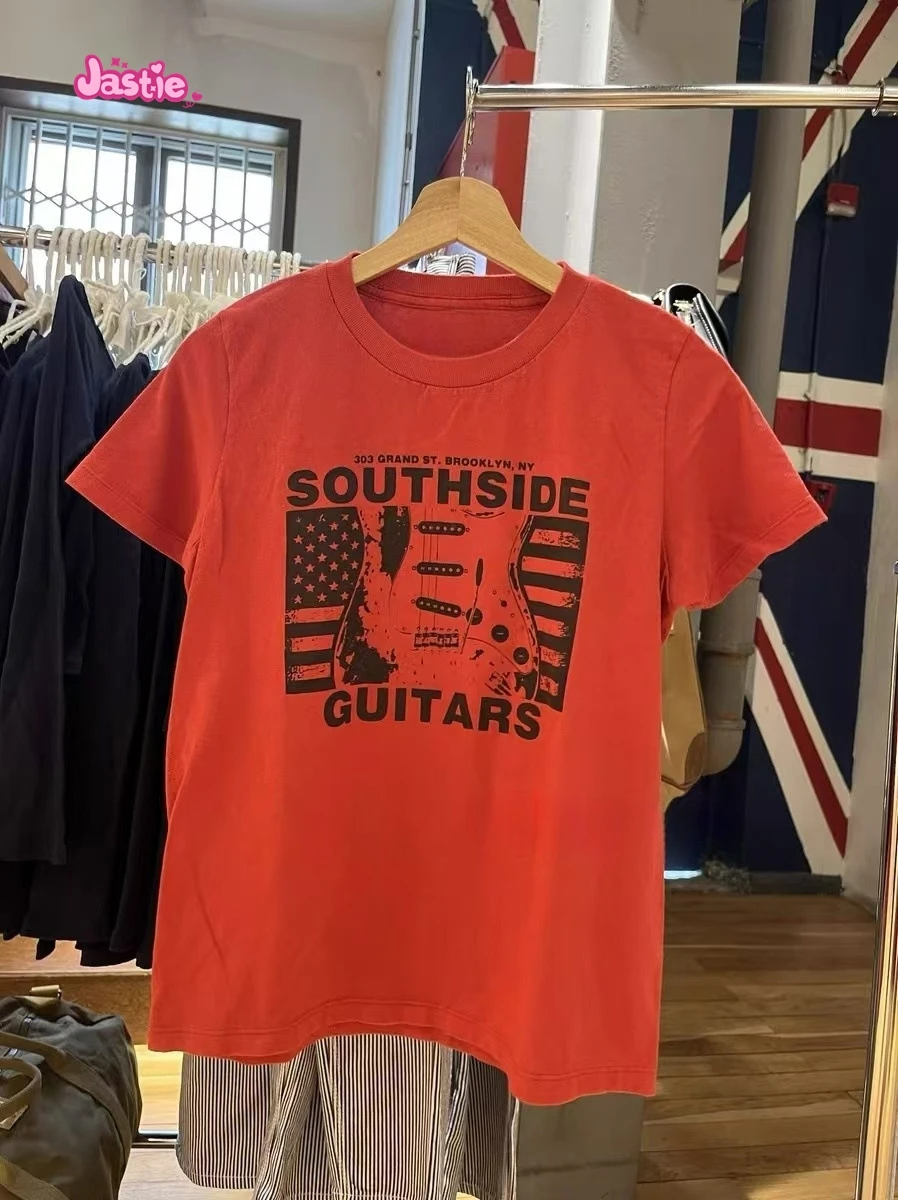 Jastie
303 GRAND ST. BROOKLYN, NY
SOUTHSIDE
GUITARS